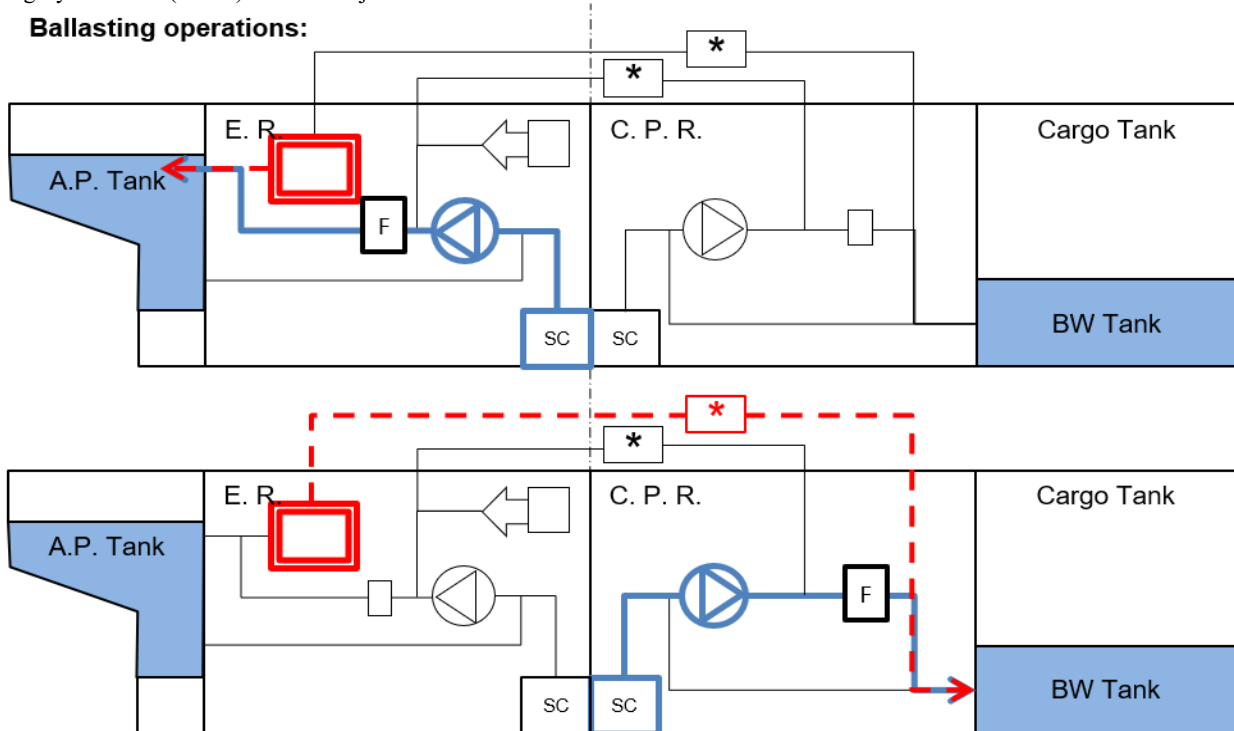 Ballasting operations:
*
*
E. R.
C. P. R.
Cargo Tank
A.P. Tank
F
SC
SC
BW Tank
*
*
E. R.
C. P. R.
Cargo Tank
A.P. Tank
F
SC
SC
BW Tank